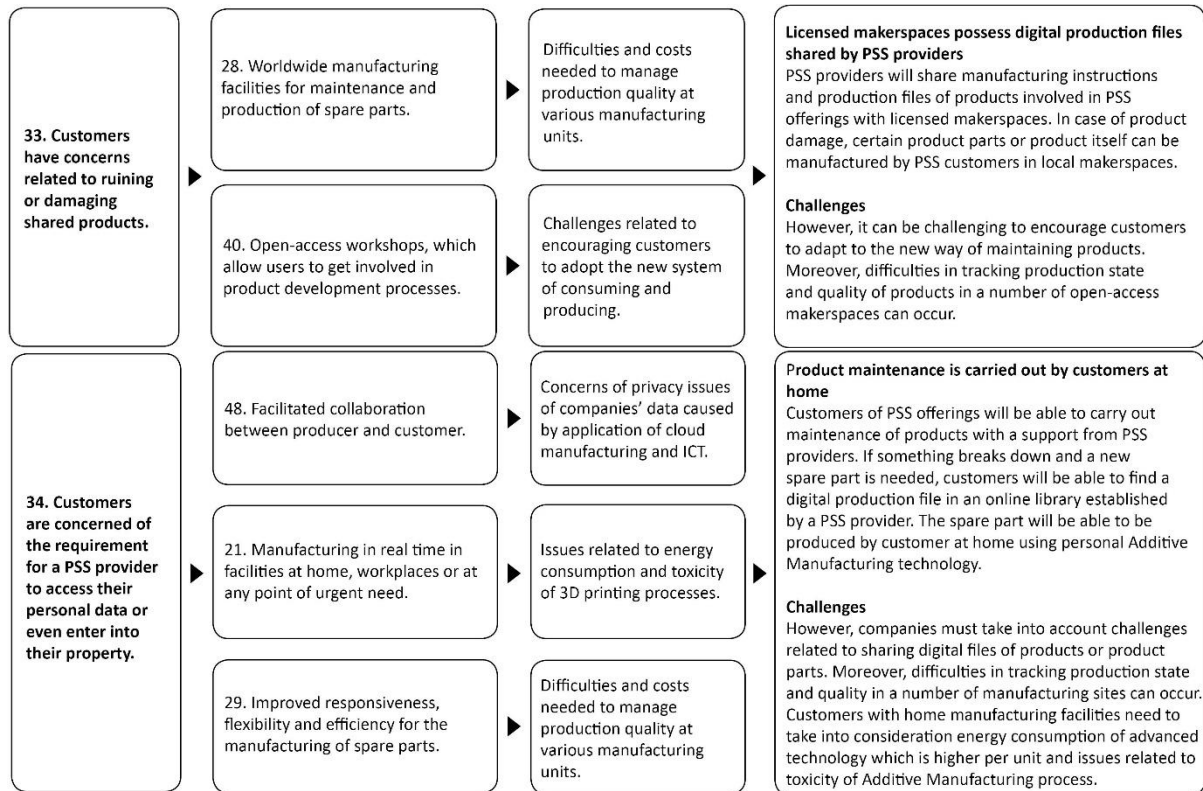 33. Customers
have concerns
related to ruining
or damaging
shared products.
28. Worldwide manufacturing
facilities for maintenance and
production of spare parts.
Difficulties and costs
needed to manage
production quality at
various manufacturing
units.
40. Open-access workshops, which
allow users to get involved in
product development processes.
Challenges related to
encouraging customers
to adopt the new system
of consuming and
producing.
Licensed makerspaces possess digital production files
shared by PSS providers
PSS providers will share manufacturing instructions
and production files of products involved in PSS
offerings with licensed makerspaces. In case of product
damage, certain product parts or product itself can be
manufactured by PSS customers in local makerspaces.
Challenges
However, it can be challenging to encourage customers
to adapt to the new way of maintaining products.
Moreover, difficulties in tracking production state
and quality of products in a number of open-access
makerspaces can occur.
34. Customers
are concerned of
the requirement
for a PSS provider
to access their
personal data or
even enter into
their property.
48. Facilitated collaboration
between producer and customer.
Concerns of privacy issues
of companies’ data caused
by application of cloud
manufacturing and ICT.
21. Manufacturing in real time in
facilities at home, workplaces or at
any point of urgent need.
Issues related to energy
consumption and toxicity
of 3D printing processes.
29. Improved responsiveness,
flexibility and efficiency for the
manufacturing of spare parts.
Difficulties and costs
needed to manage
production quality at
various manufacturing
units.
Product maintenance is carried out by customers at
home
Customers of PSS offerings will be able to carry out
maintenance of products with a support from PSS
providers. If something breaks down and a new
spare part is needed, customers will be able to find a
digital production file in an online library established
by a PSS provider. The spare part will be able to be
produced by customer at home using personal Additive
Manufacturing technology.
Challenges
However, companies must take into account challenges
related to sharing digital files of products or product
parts. Moreover, difficulties in tracking production state
and quality in a number of manufacturing sites can occur.
Customers with home manufacturing facilities need to
take into consideration energy consumption of advanced
technology which is higher per unit and issues related to
toxicity of Additive Manufacturing process.